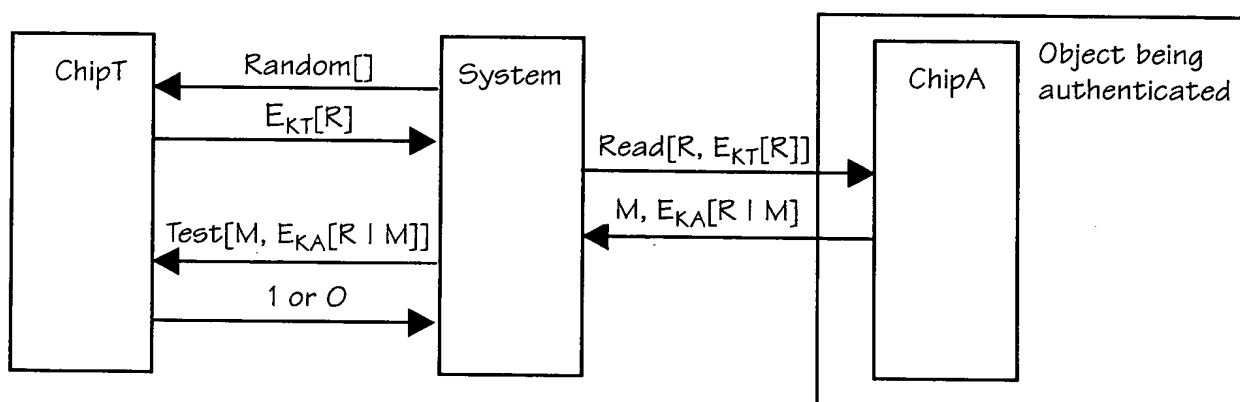 ChipT
Random[]
E_KT[R]
Test[M, E_KA[R | M]]
1 or 0
System
Read[R, E_KT[R]]
M, E_KA[R | M]
ChipA
Object being
authenticated